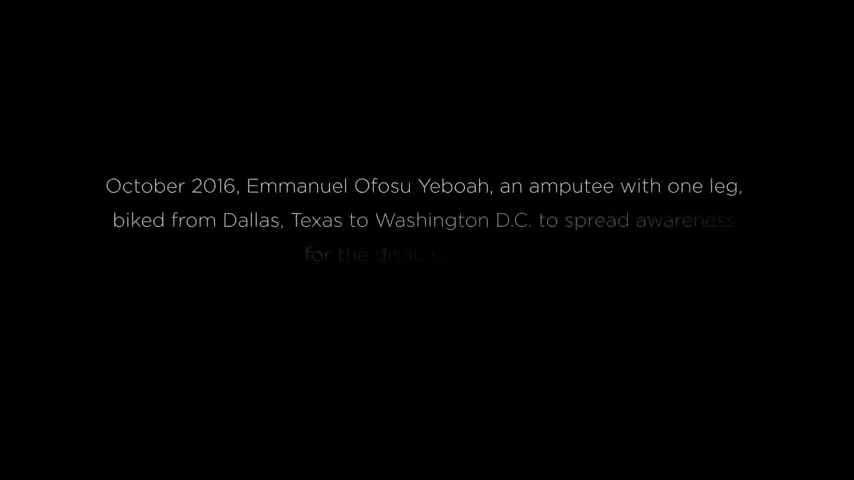 October 2016, Emmanuel Ofosu Yeboah, an amputee with one leg,
biked from Dallas, Texas to Washington D.C. to spread awareness
for the